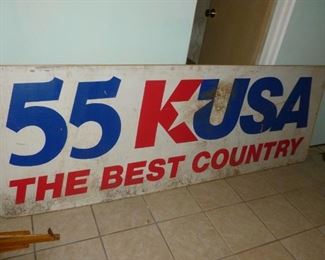 55 KUSA
THE BEST COUNTRY